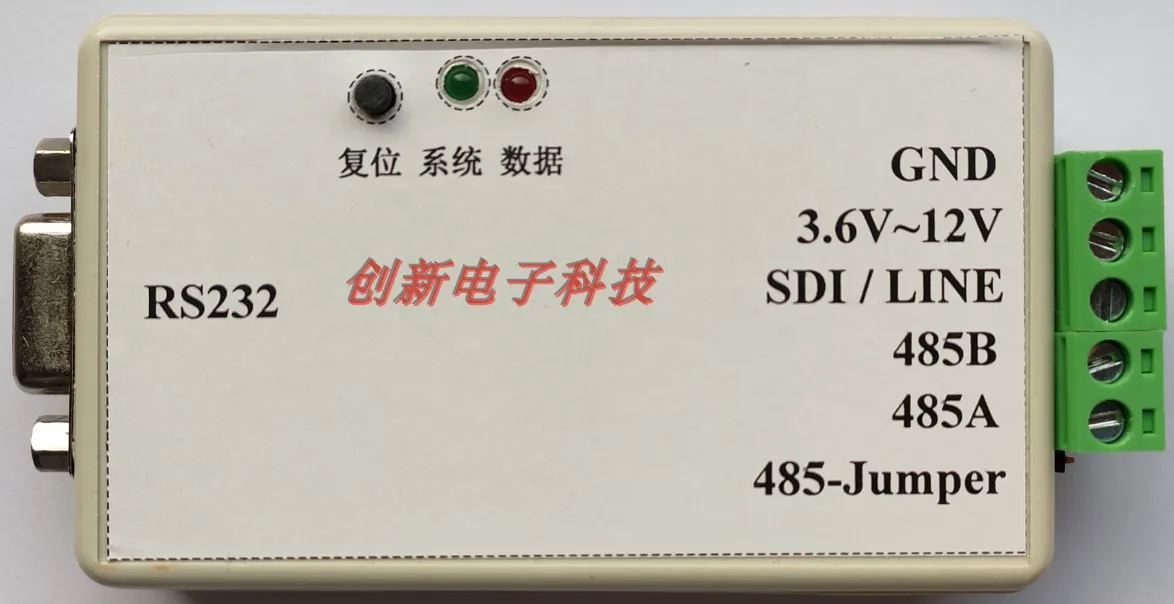 复位 系统 数据
GND
3.6V~12V
SDI / LINE
RS232
创新电子科技
485B
485A
485-Jumper